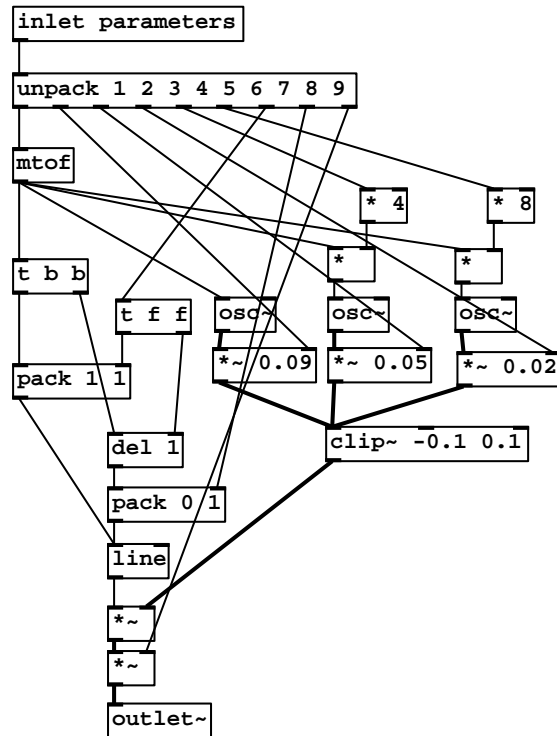 inlet parameters
unpack 1 2 3 4 5 6 7 8 9
mtof
* 4
* 8
*
*
t b b
t f f
osc~
osc~
osc~
*~ 0.09
*~ 0.05
*~ 0.02
pack 1 1
del 1
clip~ -0.1 0.1
pack 0 1
line
*~
*~
outlet~